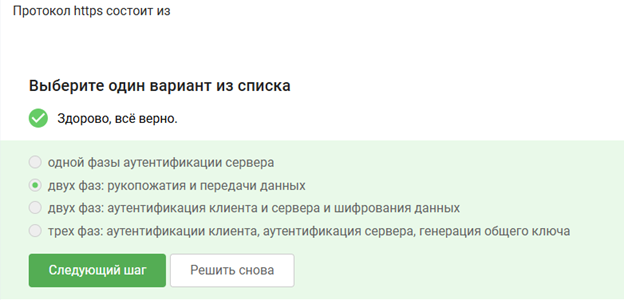 Протокол https состоит из
Выберите один вариант из списка
Здорово, всё верно.
одной фазы аутентификации сервера
двух фаз: рукопожатия и передачи данных
двух фаз: аутентификация клиента и сервера и шифрования данных
трех фаз: аутентификации клиента, аутентификация сервера, генерация общего ключа
Следующий шаг
Решить снова